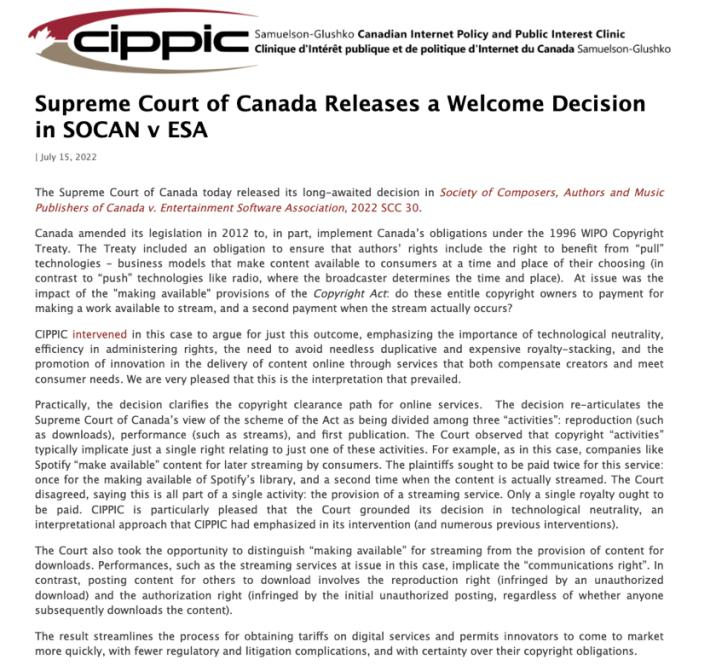 cippic
Samuelson-Glushko Canadian Internet Policy and Public Interest Clinic
Clinique d'Intérêt publique et de politique d'Internet du Canada Samuelson-Glushko
Supreme Court of Canada Releases a Welcome Decision
in SOCAN v ESA
| July 15, 2022
The Supreme Court of Canada today released its long-awaited decision in Society of Composers, Authors and Music
Publishers of Canada v. Entertainment Software Association, 2022 SCC 30.
Canada amended its legislation in 2012 to, in part, implement Canada's obligations under the 1996 WIPO Copyright
Treaty. The Treaty included an obligation to ensure that authors' rights include the right to benefit from "pull"
technologies – business models that make content available to consumers at a time and place of their choosing (in
contrast to "push" technologies like radio, where the broadcaster determines the time and place). At issue was the
impact of the "making available" provisions of the Copyright Act: do these entitle copyright owners to payment for
making a work available to stream, and a second payment when the stream actually occurs?
CIPPIC intervened in this case to argue for just this outcome, emphasizing the importance of technological neutrality,
efficiency in administering rights, the need to avoid needless duplicative and expensive royalty-stacking, and the
promotion of innovation in the delivery of content online through services that both compensate creators and meet
consumer needs. We are very pleased that this is the interpretation that prevailed.
Practically, the decision clarifies the copyright clearance path for online services. The decision re-articulates the
Supreme Court of Canada's view of the scheme of the Act as being divided among three "activities": reproduction (such
as downloads), performance (such as streams), and first publication. The Court observed that copyright "activities"
typically implicate just a single right relating to just one of these activities. For example, as in this case, companies like
Spotify "make available" content for later streaming by consumers. The plaintiffs sought to be paid twice for this service:
once for the making available of Spotify's library, and a second time when the content is actually streamed. The Court
disagreed, saying this is all part of a single activity: the provision of a streaming service. Only a single royalty ought to
be paid. CIPPIC is particularly pleased that the Court grounded its decision in technological neutrality, an
interpretational approach that CIPPIC had emphasized in its intervention (and numerous previous interventions).
The Court also took the opportunity to distinguish "making available" for streaming from the provision of content for
downloads. Performances, such as the streaming services at issue in this case, implicate the "communications right". In
contrast, posting content for others to download involves the reproduction right (infringed by an unauthorized
download) and the authorization right (infringed by the initial unauthorized posting, regardless of whether anyone
subsequently downloads the content).
The result streamlines the process for obtaining tariffs on digital services and permits innovators to come to market
more quickly, with fewer regulatory and litigation complications, and with certainty over their copyright obligations.